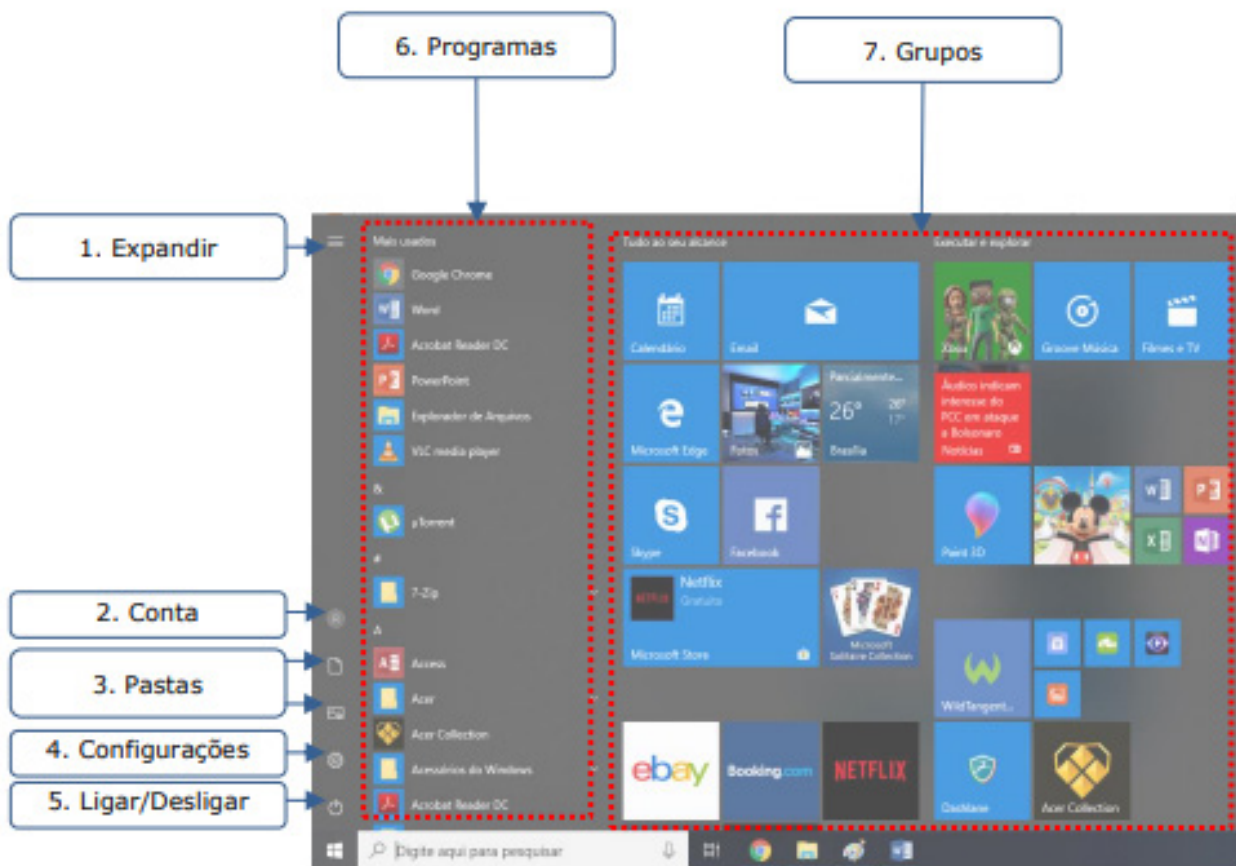 6. Programas
7. Grupos
1. Expandir
2. Conta
3. Pastas
4. Configurações
5. Ligar/Desligar
Mais usados
Google Chrome
Word
Acrobat Reader DC
PowerPoint
Explorador de Arquivos
VLC media player
&
µTorrent
#
7-Zip
A
Access
Acer
Acer Collection
Acessórios do Windows
Acrobat Reader DC
Tudo ao seu alcance
Calendário
Email
Microsoft Edge
Fotos
Parcialmente...
26° 28°
17°
Brasília
Skype
Facebook
NETFLIX
Netflix
Gratuito
Microsoft Store
Microsoft
Solitaire Collection
ebay
Booking.com
NETFLIX
Executar e explorar
Xbox
Groove Música
Filmes e TV
Áudios indicam
interesse do
PCC em ataque
a Bolsonaro
Notícias
Paint 3D
WildTangent...
Dashlane
Acer Collection
Digite aqui para pesquisar